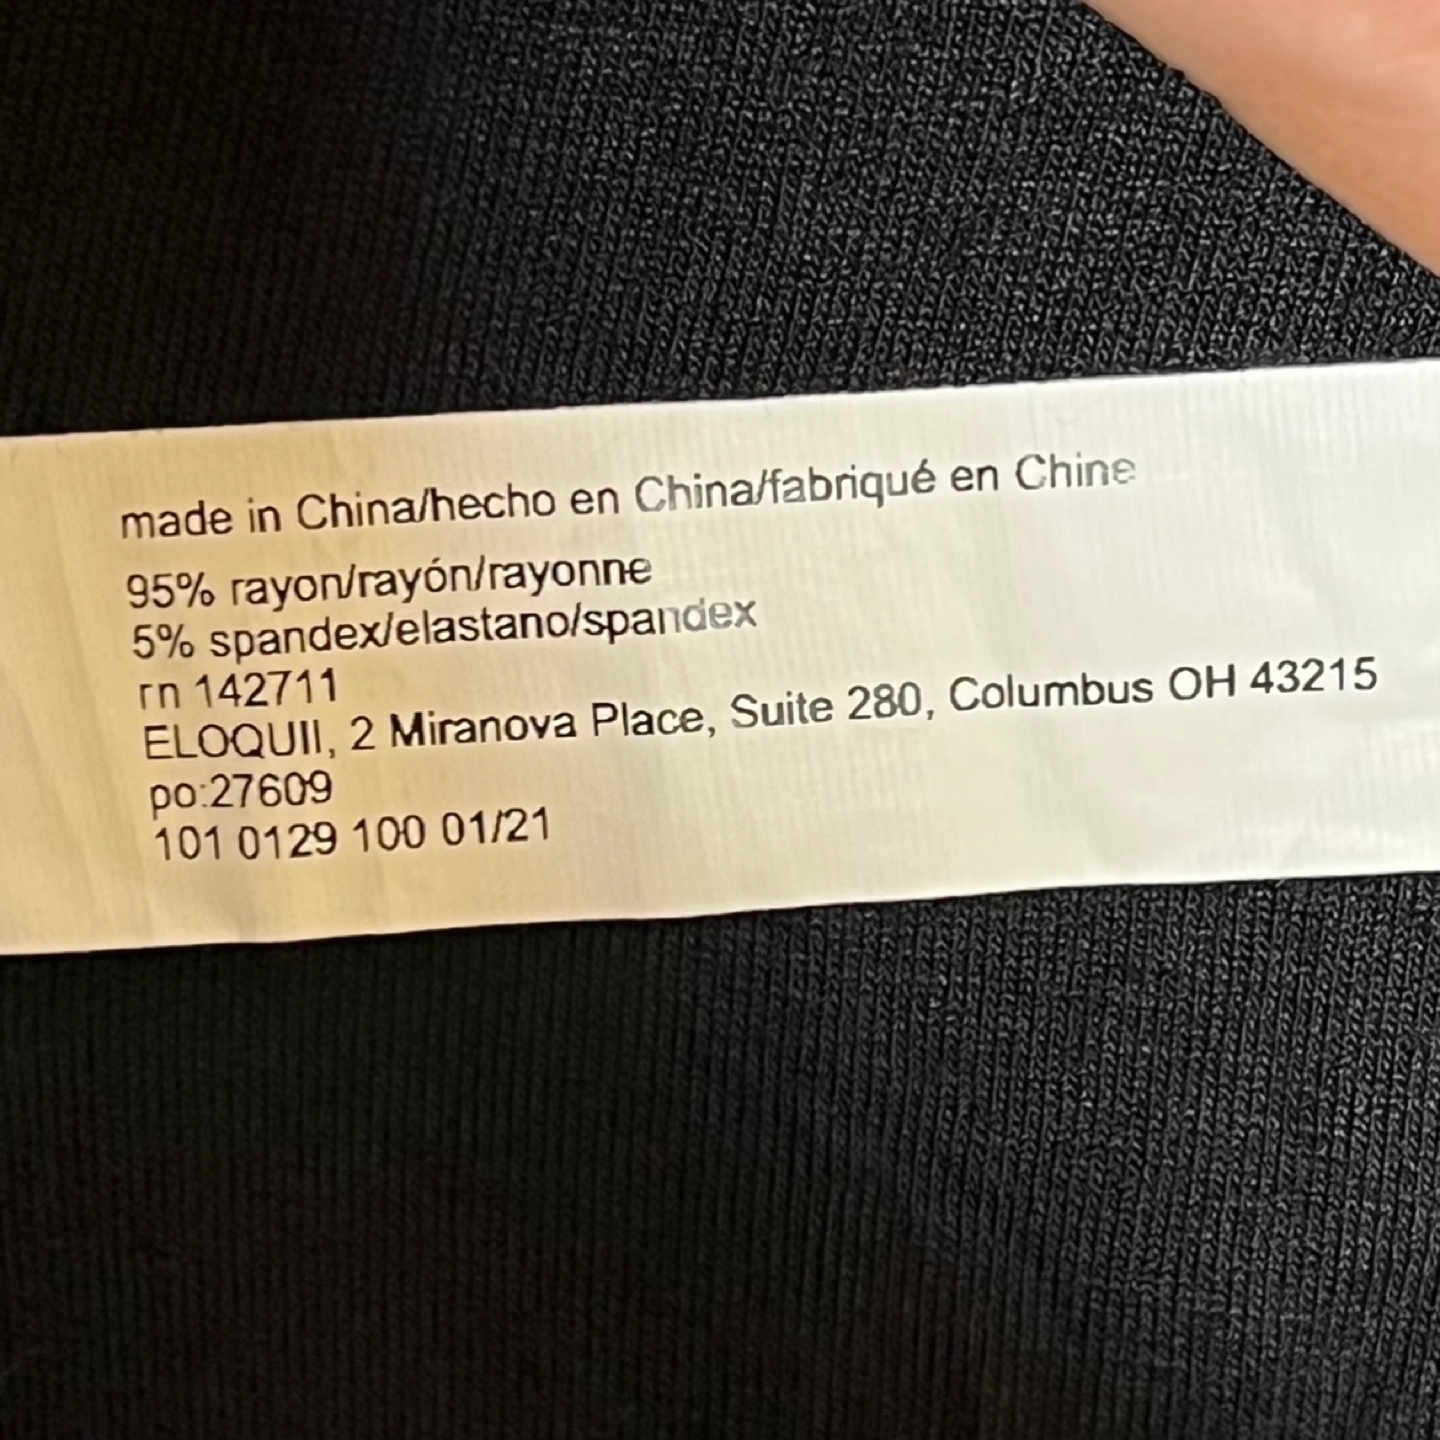 made in China/hecho en China/fabriqué en Chine
95% rayon/rayón/rayonne
5% spandex/elastano/spandex
rn 142711
ELOQUII, 2 Miranova Place, Suite 280, Columbus OH 43215
po:27609
101 0129 100 01/21